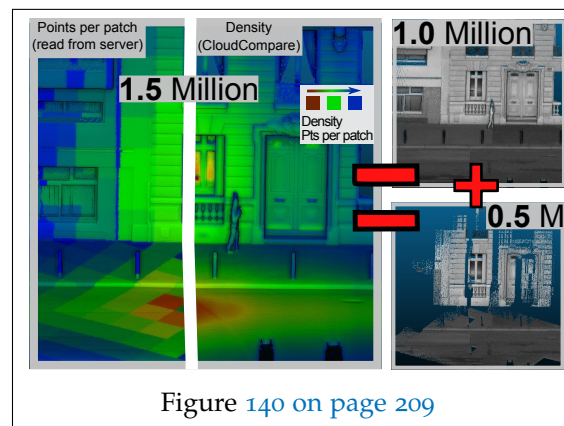 Points per patch
(read from server)
Density
(CloudCompare)
1.5 Million
Density
Pts per patch
1.0 Million
0.5 M
Figure 140 on page 209